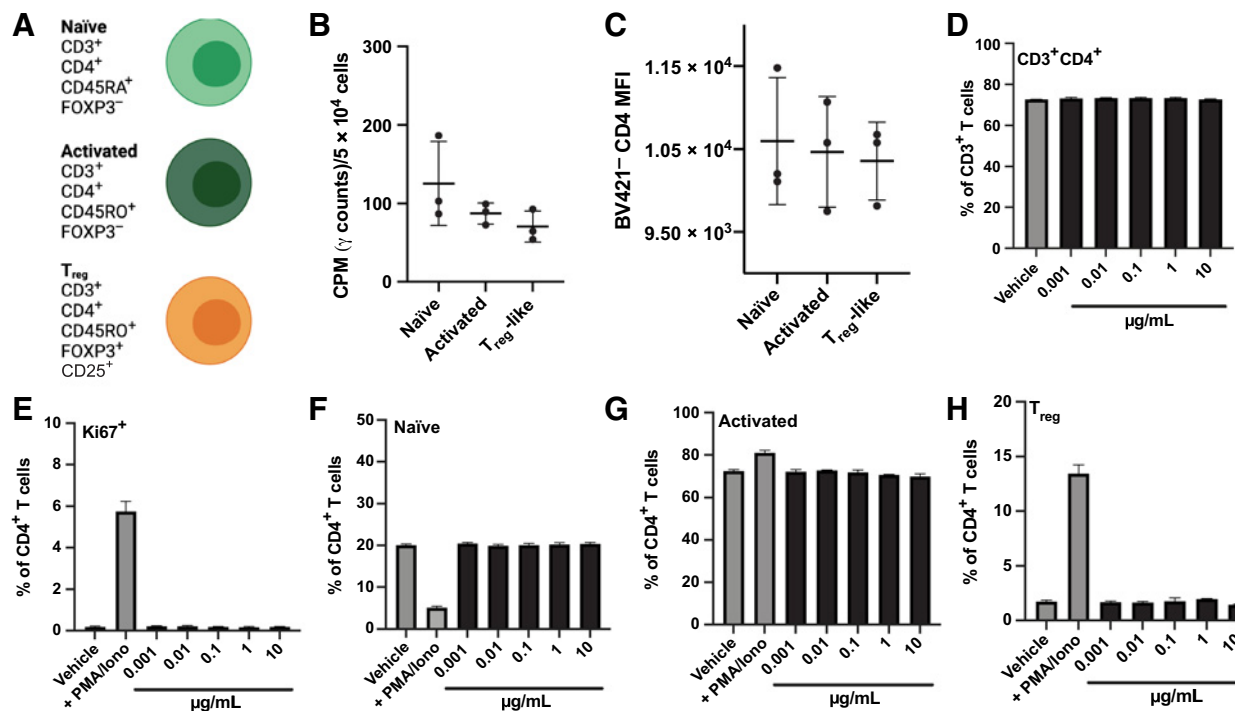 A
Naïve
CD3+
CD4+
CD45RA+
FOXP3−
Activated
CD3+
CD4+
CD45RO+
FOXP3−
Treg
CD3+
CD4+
CD45RO+
FOXP3+
CD25+
B
CPM (γ counts)/5 × 10⁴ cells
300
200
100
0
Naïve
Activated
Treg-like
C
BV421– CD4 MFI
1.15 × 10⁴
1.05 × 10⁴
9.50 × 10³
Naïve
Activated
Treg-like
D
CD3+CD4+
% of CD3+ T cells
100
80
60
40
20
0
Vehicle
0.001
0.01
0.1
1
10
µg/mL
E
Ki67+
% of CD4+ T cells
10
8
6
4
2
0
Vehicle
+ PMA/Iono
0.001
0.01
0.1
1
10
µg/mL
F
Naïve
% of CD4+ T cells
50
40
30
20
10
0
Vehicle
+ PMA/Iono
0.001
0.01
0.1
1
10
µg/mL
G
Activated
% of CD4+ T cells
100
80
60
40
20
0
Vehicle
+ PMA/Iono
0.001
0.01
0.1
1
10
µg/mL
H
Treg
% of CD4+ T cells
20
15
10
5
0
Vehicle
+ PMA/Iono
0.001
0.01
0.1
1
10
µg/mL